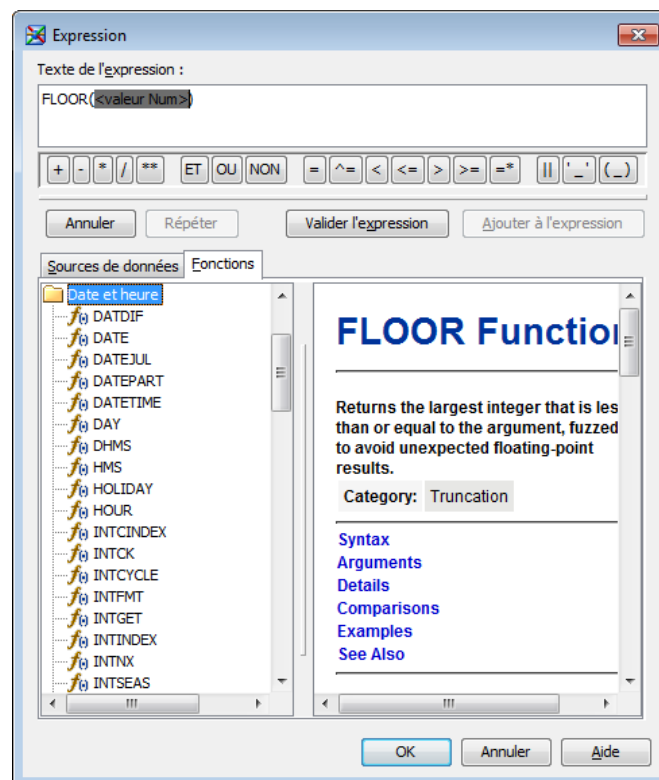 Expression
Texte de l'expression :
FLOOR(<valeur Num>)
+ - * / ** ET OU NON = ^= < <= > >= =* || '_' (_)
Annuler Répéter Valider l'expression Ajouter à l'expression
Sources de données Fonctions
Date et heure
DATDIF
DATE
DATEJUL
DATEPART
DATETIME
DAY
DHMS
HMS
HOLIDAY
HOUR
INTCINDEX
INTCK
INTCYCLE
INTFMT
INTGET
INTINDEX
INTNX
INTSEAS
FLOOR Function
Returns the largest integer that is les
than or equal to the argument, fuzzed
to avoid unexpected floating-point
results.
Category: Truncation
Syntax
Arguments
Details
Comparisons
Examples
See Also
OK Annuler Aide